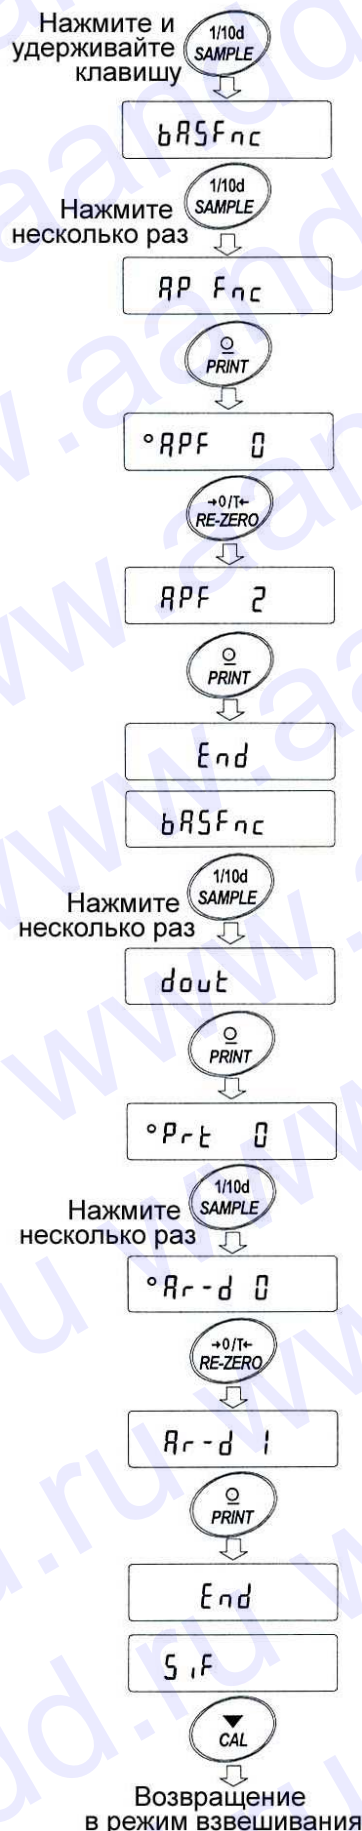 Нажмите и
удерживайте
клавишу
1/10d
SAMPLE
bASFnc
1/10d
SAMPLE
Нажмите
несколько раз
AP Fnc
PRINT
°APF 0
→0/T←
RE-ZERO
APF 2
PRINT
End
bASFnc
1/10d
SAMPLE
Нажмите
несколько раз
dout
PRINT
°Prt 0
1/10d
SAMPLE
Нажмите
несколько раз
°Ar-d 0
→0/T←
RE-ZERO
Ar-d 1
PRINT
End
SiF
CAL
Возвращение
в режим взвешивания